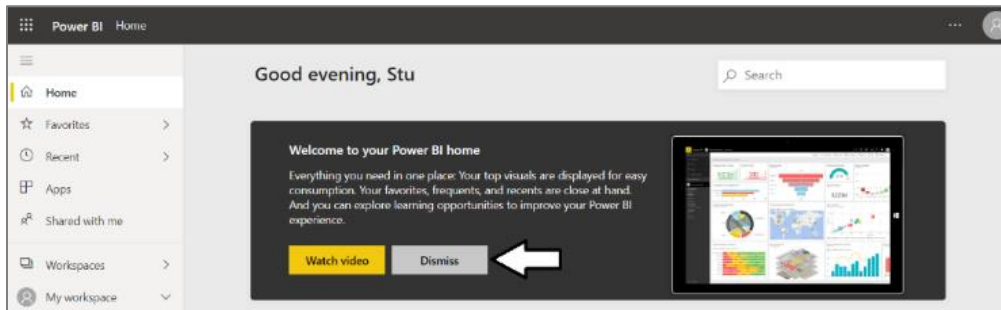 Power BI Home
Good evening, Stu
Search
Home
Favorites
Recent
Apps
Shared with me
Workspaces
My workspace
Welcome to your Power BI home
Everything you need in one place: Your top visuals are displayed for easy
consumption. Your favorites, frequents, and recents are close at hand.
And you can explore learning opportunities to improve your Power BI
experience.
Watch video Dismiss